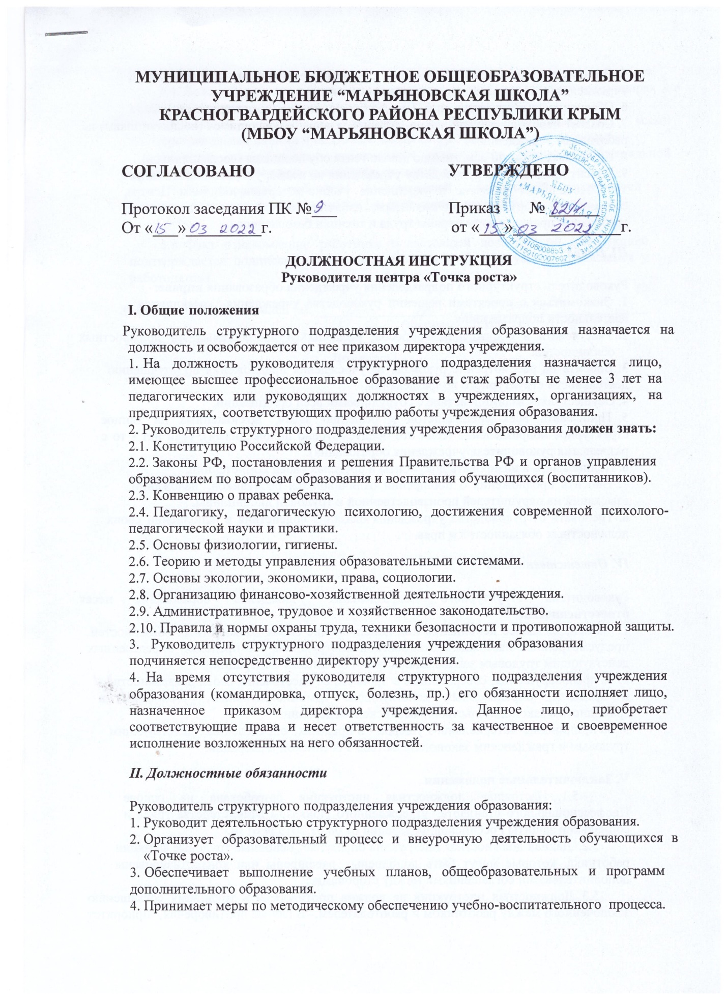 МУНИЦИПАЛЬНОЕ БЮДЖЕТНОЕ ОБЩЕОБРАЗОВАТЕЛЬНОЕ
УЧРЕЖДЕНИЕ “МАРЬЯНОВСКАЯ ШКОЛА”
КРАСНОГВАРДЕЙСКОГО РАЙОНА РЕСПУБЛИКИ КРЫМ
(МБОУ “МАРЬЯНОВСКАЯ ШКОЛА”)
СОГЛАСОВАНО УТВЕРЖДЕНО
Протокол заседания ПК № 9 Приказ №
От «15» 03 2022 г. от «15» 03 2022 г.
МБОУ
«МАРЬЯНОВСКАЯ
ШКОЛА»
ИНН 9105008853
ОГРН 1159102007602
ДОЛЖНОСТНАЯ ИНСТРУКЦИЯ
Руководителя центра «Точка роста»
I. Общие положения
Руководитель структурного подразделения учреждения образования назначается на
должность и освобождается от нее приказом директора учреждения.
1. На должность руководителя структурного подразделения назначается лицо,
имеющее высшее профессиональное образование и стаж работы не менее 3 лет на
педагогических или руководящих должностях в учреждениях, организациях, на
предприятиях, соответствующих профилю работы учреждения образования.
2. Руководитель структурного подразделения учреждения образования должен знать:
2.1. Конституцию Российской Федерации.
2.2. Законы РФ, постановления и решения Правительства РФ и органов управления
образованием по вопросам образования и воспитания обучающихся (воспитанников).
2.3. Конвенцию о правах ребенка.
2.4. Педагогику, педагогическую психологию, достижения современной психолого-
педагогической науки и практики.
2.5. Основы физиологии, гигиены.
2.6. Теорию и методы управления образовательными системами.
2.7. Основы экологии, экономики, права, социологии.
2.8. Организацию финансово-хозяйственной деятельности учреждения.
2.9. Административное, трудовое и хозяйственное законодательство.
2.10. Правила и нормы охраны труда, техники безопасности и противопожарной защиты.
3. Руководитель структурного подразделения учреждения образования
подчиняется непосредственно директору учреждения.
4. На время отсутствия руководителя структурного подразделения учреждения
образования (командировка, отпуск, болезнь, пр.) его обязанности исполняет лицо,
назначенное приказом директора учреждения. Данное лицо, приобретает
соответствующие права и несет ответственность за качественное и своевременное
исполнение возложенных на него обязанностей.
II. Должностные обязанности
Руководитель структурного подразделения учреждения образования:
1. Руководит деятельностью структурного подразделения учреждения образования.
2. Организует образовательный процесс и внеурочную деятельность обучающихся в
«Точке роста».
3. Обеспечивает выполнение учебных планов, общеобразовательных и программ
дополнительного образования.
4. Принимает меры по методическому обеспечению учебно-воспитательного процесса.